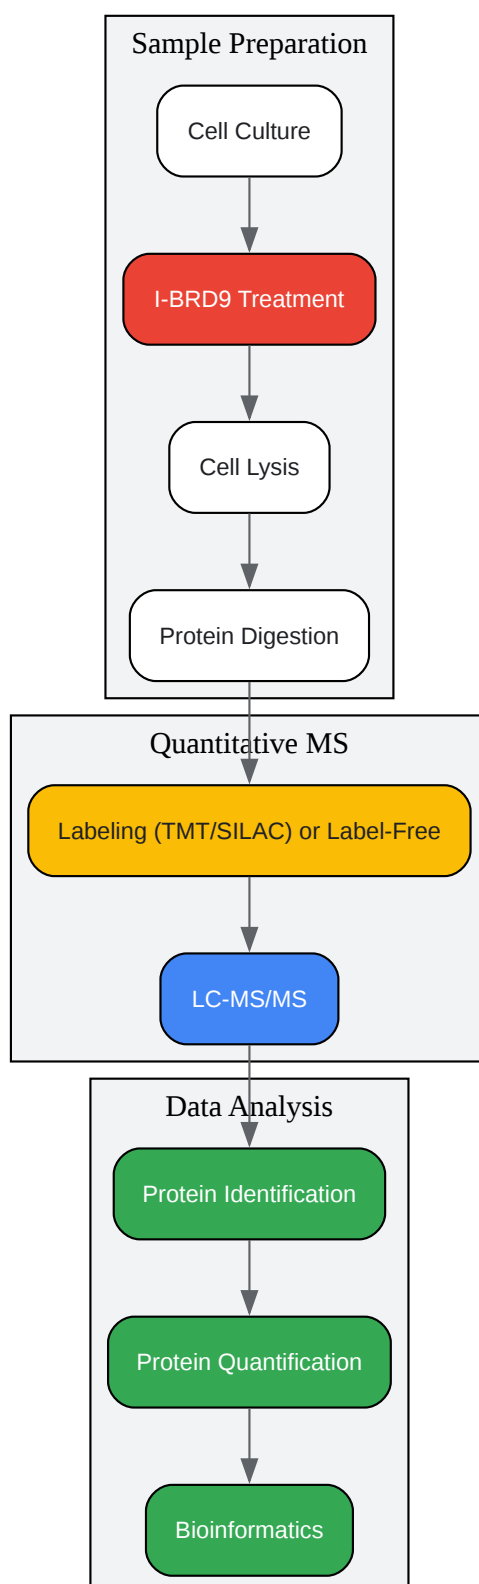 Sample Preparation
Cell Culture
I-BRD9 Treatment
Cell Lysis
Protein Digestion
Quantitative MS
Labeling (TMT/SILAC) or Label-Free
LC-MS/MS
Data Analysis
Protein Identification
Protein Quantification
Bioinformatics